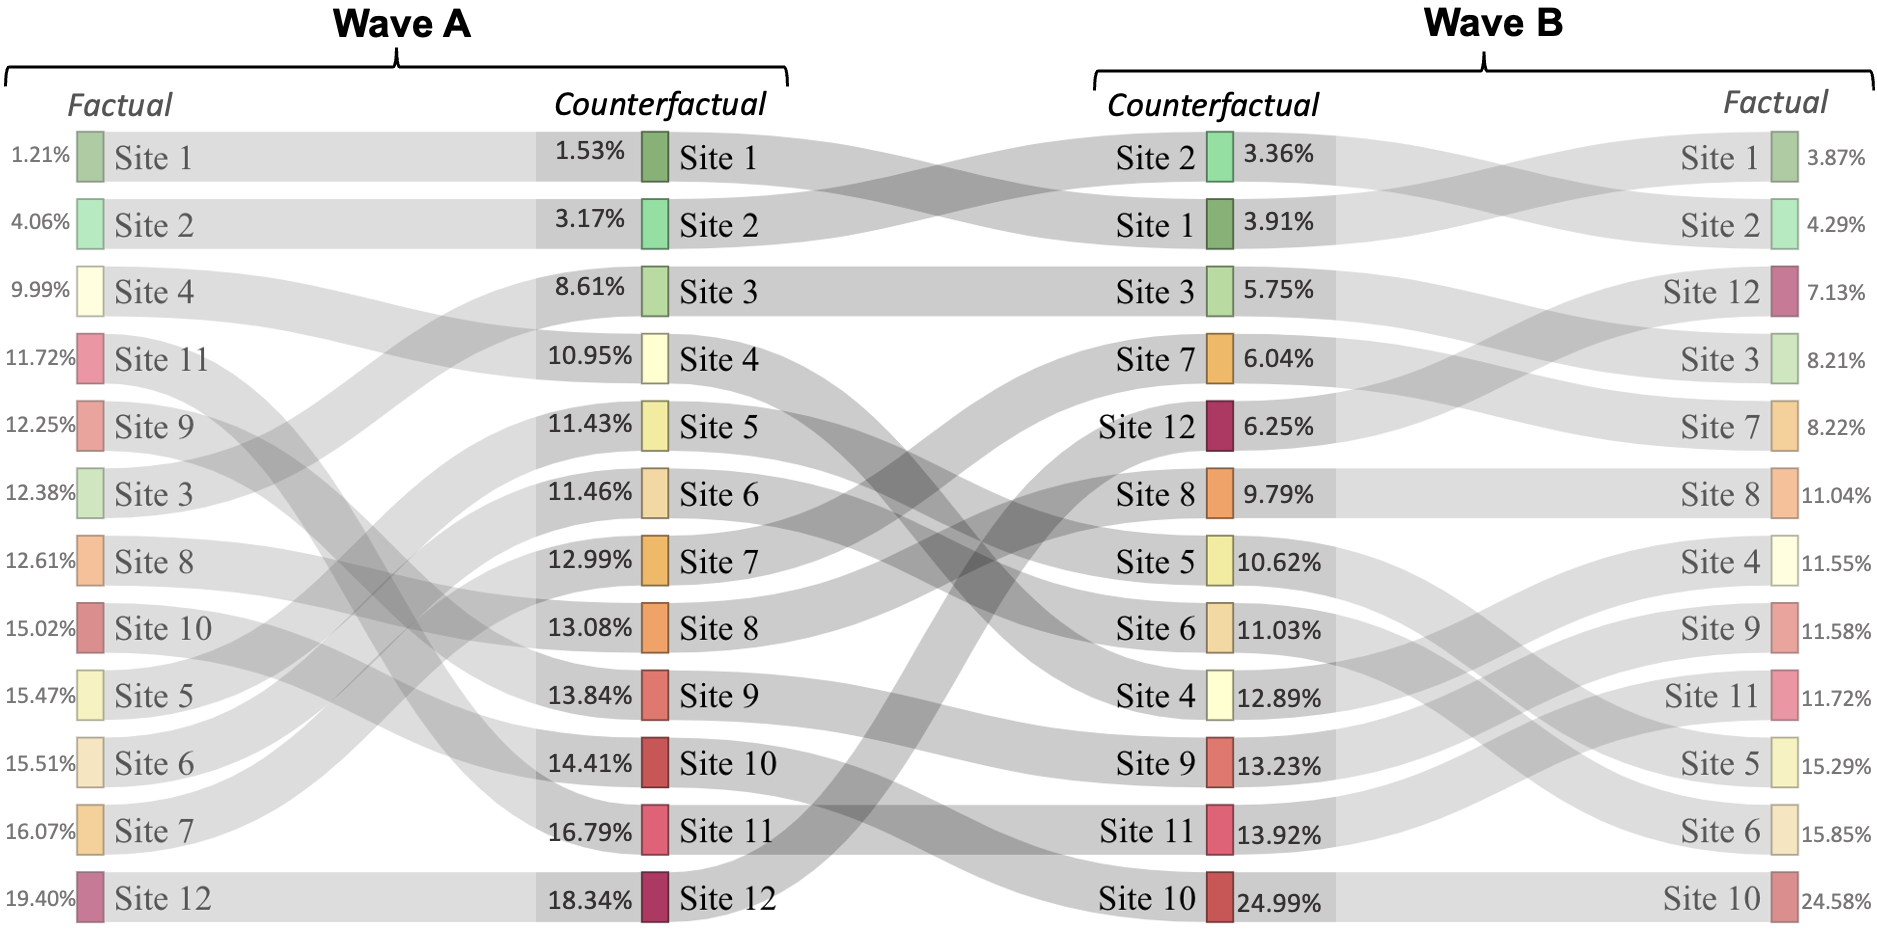 Wave A Wave B
Factual Counterfactual Counterfactual Factual
1.21% Site 1 1.53% Site 1 Site 2 3.36% Site 1 3.87%
4.06% Site 2 3.17% Site 2 Site 1 3.91% Site 2 4.29%
9.99% Site 4 8.61% Site 3 Site 3 5.75% Site 12 7.13%
11.72% Site 11 10.95% Site 4 Site 7 6.04% Site 3 8.21%
12.25% Site 9 11.43% Site 5 Site 12 6.25% Site 7 8.22%
12.38% Site 3 11.46% Site 6 Site 8 9.79% Site 8 11.04%
12.61% Site 8 12.99% Site 7 Site 5 10.62% Site 4 11.55%
15.02% Site 10 13.08% Site 8 Site 6 11.03% Site 9 11.58%
15.47% Site 5 13.84% Site 9 Site 4 12.89% Site 11 11.72%
15.51% Site 6 14.41% Site 10 Site 9 13.23% Site 5 15.29%
16.07% Site 7 16.79% Site 11 Site 11 13.92% Site 6 15.85%
19.40% Site 12 18.34% Site 12 Site 10 24.99% Site 10 24.58%